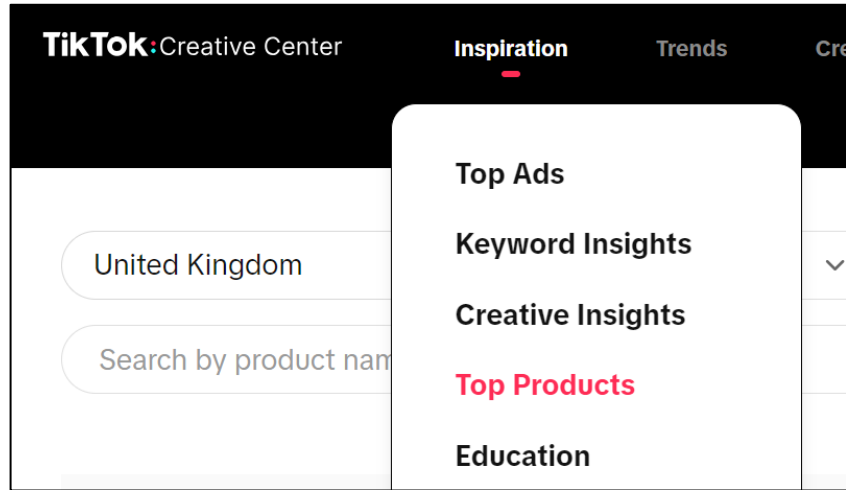 TikTok:Creative Center
Inspiration
Trends
Top Ads
Keyword Insights
Creative Insights
Top Products
Education
United Kingdom
Search by product